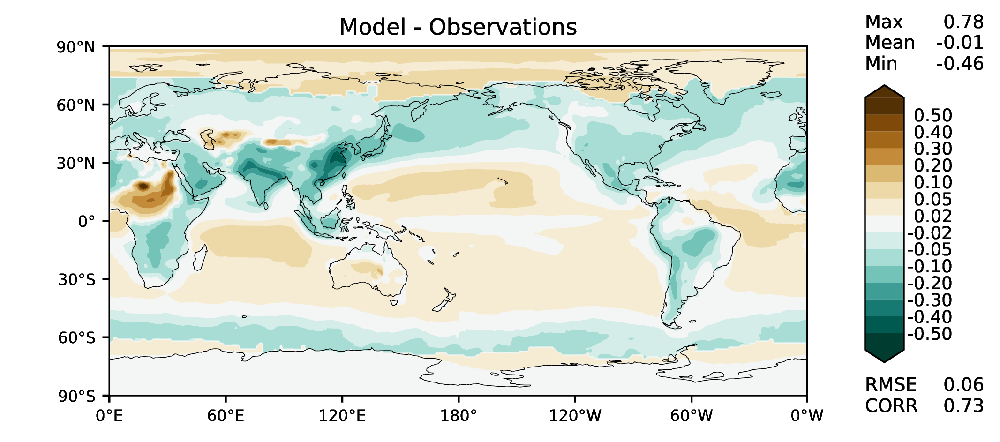 Model - Observations
Max 0.78
Mean -0.01
Min -0.46
90°N
60°N
30°N
0°
30°S
60°S
90°S
0°E 60°E 120°E 180° 120°W 60°W 0°W
0.50
0.40
0.30
0.20
0.10
0.05
0.02
-0.02
-0.05
-0.10
-0.20
-0.30
-0.40
-0.50
RMSE 0.06
CORR 0.73